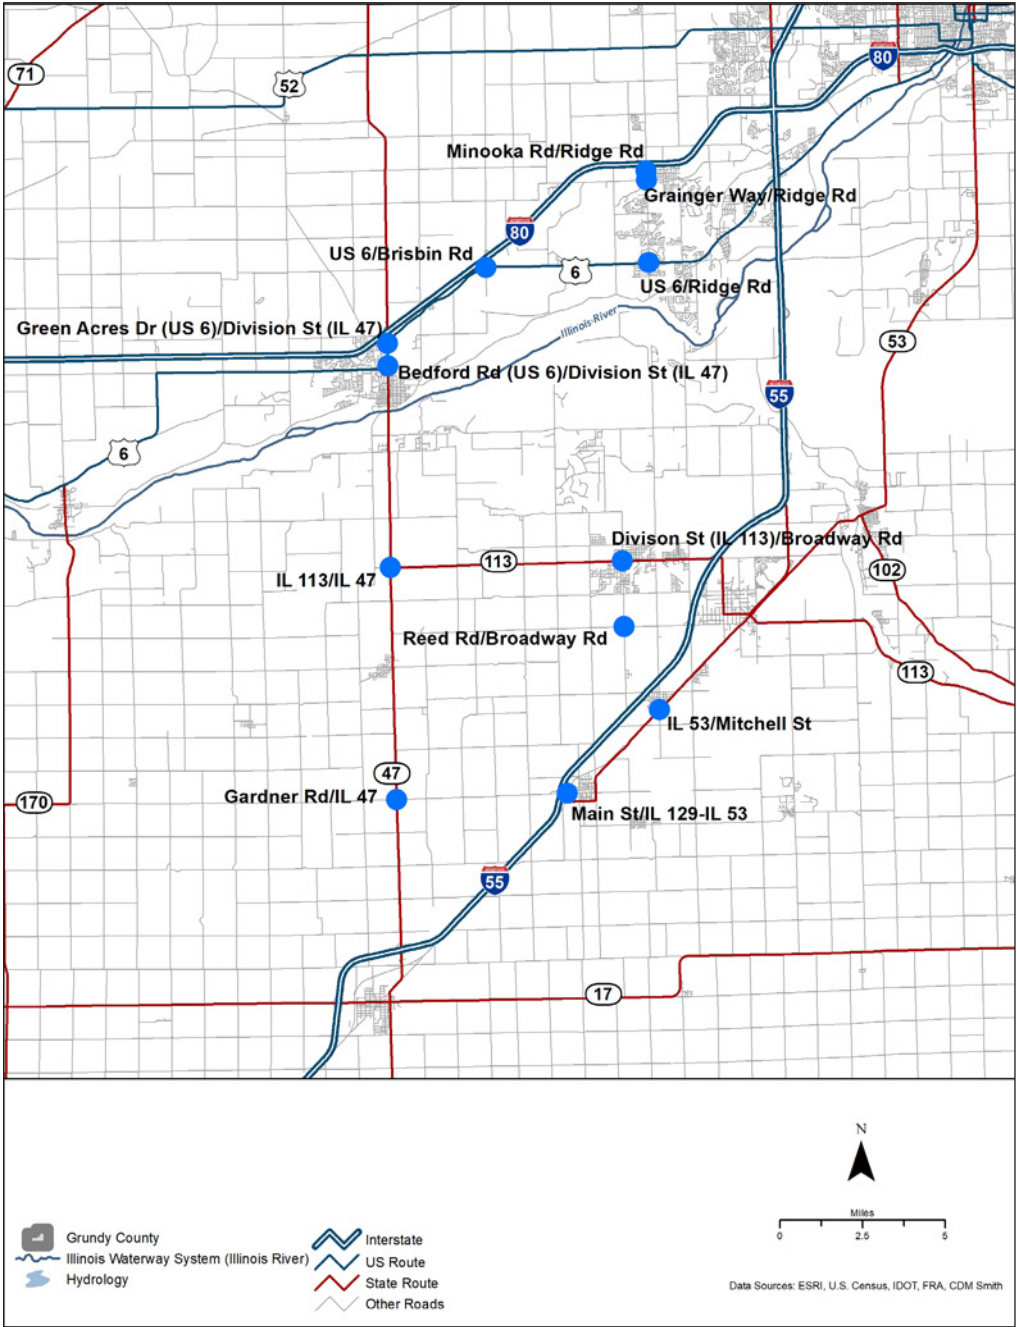 71
52
80
Minooka Rd/Ridge Rd
Grainger Way/Ridge Rd
80
US 6/Brisbin Rd
6
US 6/Ridge Rd
Illinois River
Green Acres Dr (US 6)/Division St (IL 47)
53
Bedford Rd (US 6)/Division St (IL 47)
55
6
Divison St (IL 113)/Broadway Rd
113
IL 113/IL 47
102
Reed Rd/Broadway Rd
113
IL 53/Mitchell St
47
Gardner Rd/IL 47
170
Main St/IL 129-IL 53
55
17
N
Miles
0 2.5 5
Grundy County
Illinois Waterway System (Illinois River)
Hydrology
Interstate
US Route
State Route
Other Roads
Data Sources: ESRI, U.S. Census, IDOT, FRA, CDM Smith